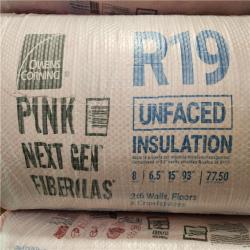 OWENS
CORNING
R19
PINK
NEXT GEN
FIBERGLAS
UNFACED
INSULATION
8 6.5" 15" 93" 77.50
2x6 Walls, Floors
& Crawlspaces